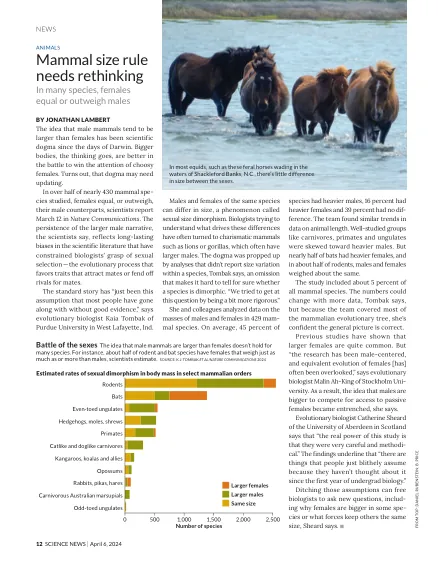 NEWS
ANIMALS
Mammal size rule
needs rethinking
In many species, females
equal or outweigh males
BY JONATHAN LAMBERT
The idea that male mammals tend to be
larger than females has been scientific
dogma since the days of Darwin. Bigger
bodies, the thinking goes, are better in
the battle to win the attention of choosy
females. Turns out, that dogma may need
updating.
In over half of nearly 430 mammal spe-
cies studied, females equal, or outweigh,
their male counterparts, scientists report
March 12 in Nature Communications. The
persistence of the larger male narrative,
the scientists say, reflects long-lasting
biases in the scientific literature that have
constrained biologists' grasp of sexual
selection — the evolutionary process that
favors traits that attract mates or fend off
rivals for mates.
The standard story has "just been this
assumption that most people have gone
along with without good evidence," says
evolutionary biologist Kaia Tombak of
Purdue University in West Lafayette, Ind.
In most equids, such as these feral horses wading in the
waters of Shackleford Banks, N.C., there's little difference
in size between the sexes.
Males and females of the same species
can differ in size, a phenomenon called
sexual size dimorphism. Biologists trying to
understand what drives these differences
have often turned to charismatic mammals
such as lions or gorillas, which often have
larger males. The dogma was propped up
by analyses that didn't report size variation
within a species, Tombak says, an omission
that makes it hard to tell for sure whether
a species is dimorphic. "We tried to get at
this question by being a bit more rigorous."
She and colleagues analyzed data on the
masses of males and females in 429 mam-
mal species. On average, 45 percent of
species had heavier males, 16 percent had
heavier females and 39 percent had no dif-
ference. The team found similar trends in
data on animal length. Well-studied groups
like carnivores, primates and ungulates
were skewed toward heavier males. But
nearly half of bats had heavier females, and
in about half of rodents, males and females
weighed about the same.
The study included about 5 percent of
all mammal species. The numbers could
change with more data, Tombak says,
but because the team covered most of
the mammalian evolutionary tree, she's
confident the general picture is correct.
Previous studies have shown that
larger females are quite common. But
"the research has been male-centered,
and equivalent evolution of females [has]
often been overlooked," says evolutionary
biologist Malin Ah-King of Stockholm Uni-
versity. As a result, the idea that males are
bigger to compete for access to passive
females became entrenched, she says.
Evolutionary biologist Catherine Sheard
of the University of Aberdeen in Scotland
says that "the real power of this study is
that they were very careful and methodi-
cal." The findings underline that "there are
things that people just blithely assume
because they haven't thought about it
since the first year of undergrad biology."
Ditching those assumptions can free
biologists to ask new questions, includ-
ing why females are bigger in some spe-
cies or what forces keep others the same
size, Sheard says.
Battle of the sexes The idea that male mammals are larger than females doesn't hold for
many species. For instance, about half of rodent and bat species have females that weigh just
as much as or more than males, scientists estimate. SOURCE: K.J. TOMBAK ET AL/NATURE COMMUNICATIONS 2024
Estimated rates of sexual dimorphism in body mass in select mammalian orders
Rodents
Bats
Even-toed ungulates
Hedgehogs, moles, shrews
Primates
Catlike and doglike carnivores
Kangaroos, koalas and allies
Opossums
Rabbits, pikas, hares
Carnivorous Australian marsupials
Odd-toed ungulates
Larger females
Larger males
Same size
0 500 1,000 1,500 2,000 2,500
Number of species
12 SCIENCE NEWS | April 6, 2024